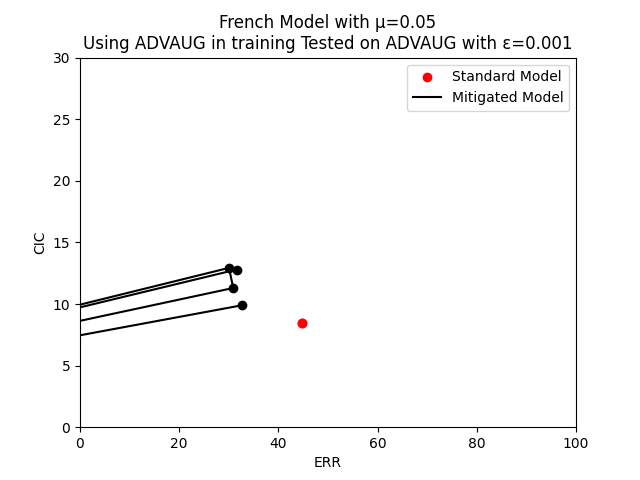 French Model with μ=0.05
Using ADVAUG in training Tested on ADVAUG with ε=0.001
30
25
20
15
10
5
0
CIC
Standard Model
Mitigated Model
0 20 40 60 80 100
ERR